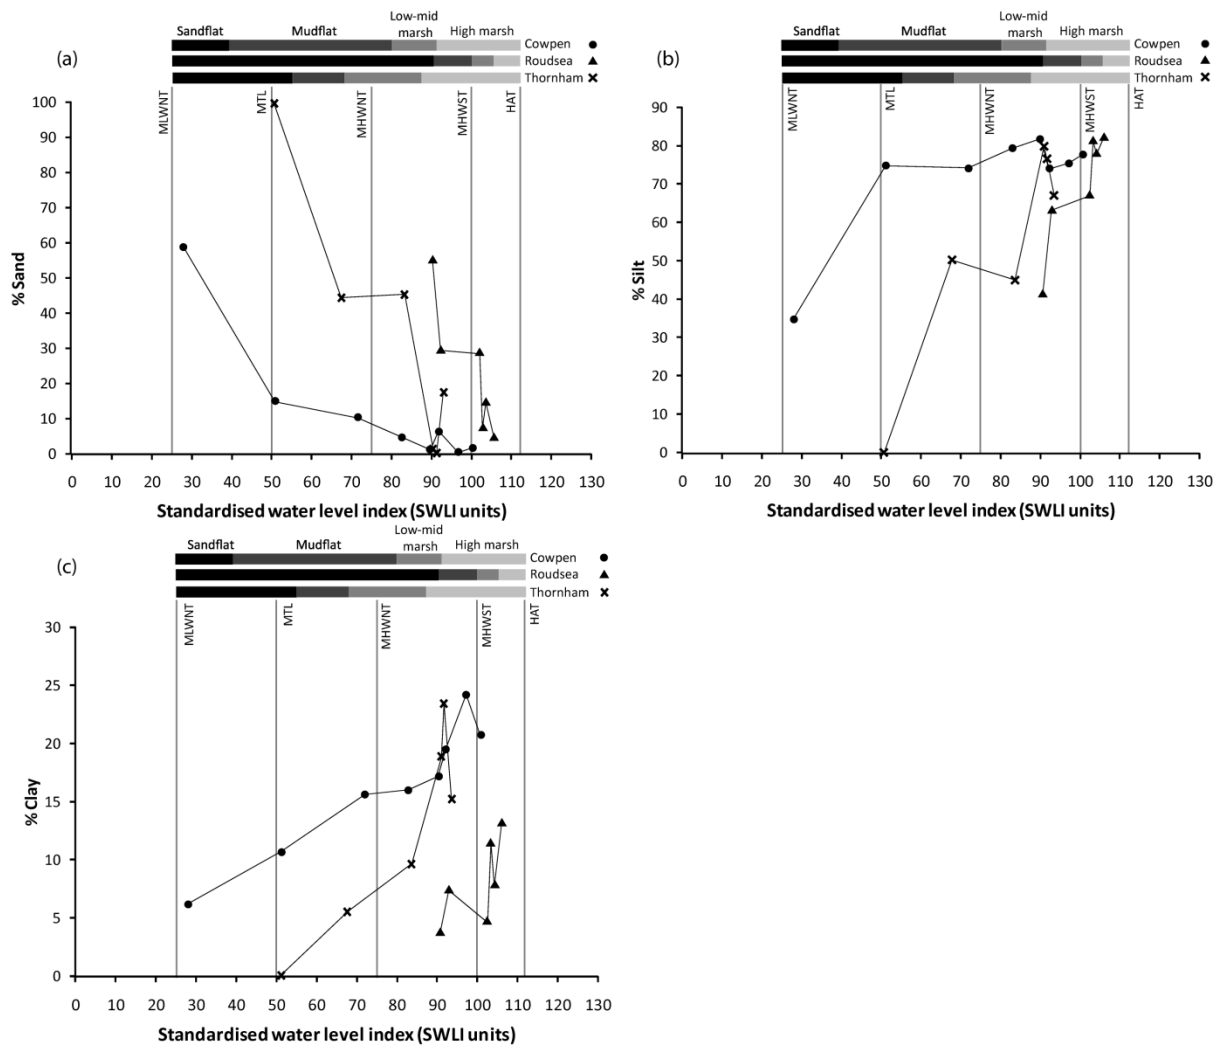 Low-mid
Sandflat Mudflat marsh High marsh
Cowpen
(a) Roudsea
Thornham
MLWNT MTL MHWNT MHWST HAT
100
90
80
70
60
50
40
30
20
10
0
% Sand
0 10 20 30 40 50 60 70 80 90 100 110 120 130
Standardised water level index (SWLI units)
Low-mid
Sandflat Mudflat marsh High marsh
Cowpen
(b) Roudsea
Thornham
MLWNT MTL MHWNT MHWST HAT
90
80
70
60
50
40
30
20
10
0
% Silt
0 10 20 30 40 50 60 70 80 90 100 110 120 130
Standardised water level index (SWLI units)
Low-mid
Sandflat Mudflat marsh High marsh
Cowpen
(c) Roudsea
Thornham
MLWNT MTL MHWNT MHWST HAT
30
25
20
15
10
5
0
% Clay
0 10 20 30 40 50 60 70 80 90 100 110 120 130
Standardised water level index (SWLI units)